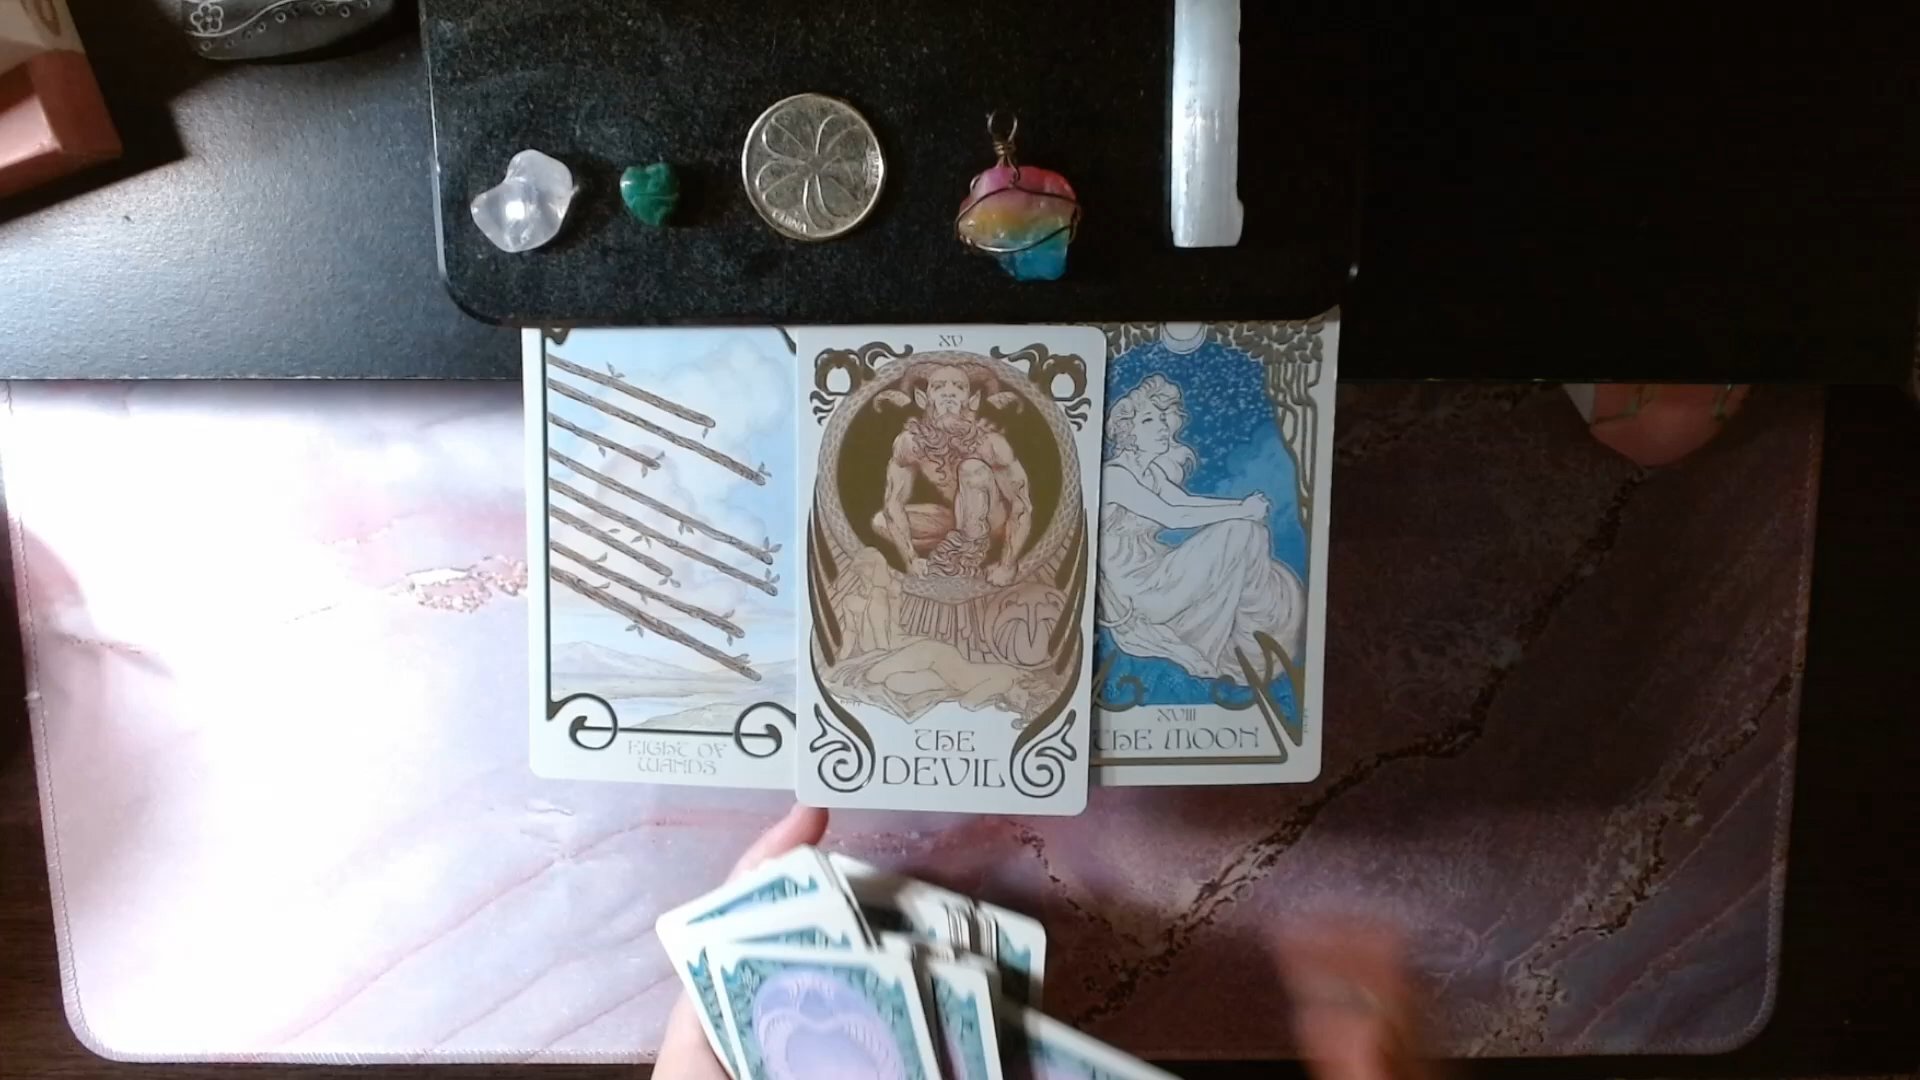 XV
EIGHT OF
WANDS
THE
DEVIL
XVIII
THE MOON